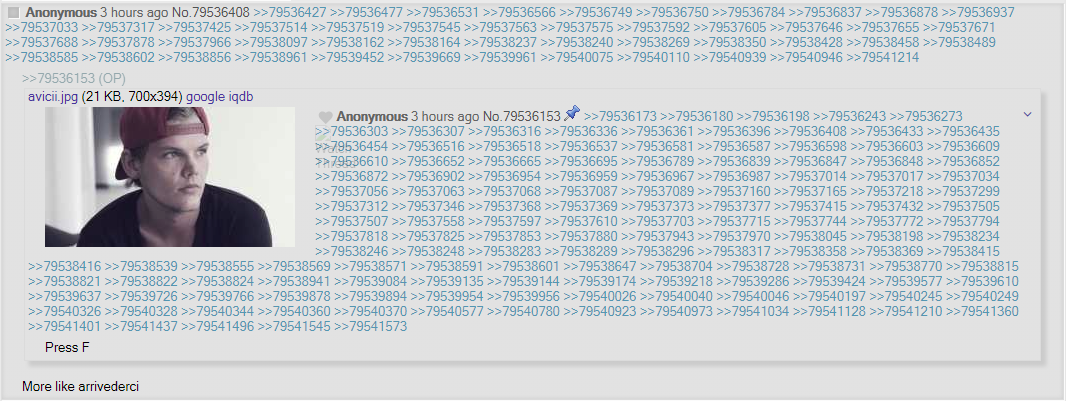 Anonymous 3 hours ago No.79536408 >>79536427 >>79536477 >>79536531 >>79536566 >>79536749 >>79536750 >>79536784 >>79536837 >>79536878 >>79536937
>>79537033 >>79537317 >>79537425 >>79537514 >>79537519 >>79537545 >>79537563 >>79537575 >>79537592 >>79537605 >>79537646 >>79537655 >>79537671
>>79537688 >>79537878 >>79537966 >>79538097 >>79538162 >>79538164 >>79538237 >>79538240 >>79538269 >>79538350 >>79538428 >>79538458 >>79538489
>>79538585 >>79538602 >>79538856 >>79538961 >>79539452 >>79539669 >>79539961 >>79540075 >>79540110 >>79540939 >>79540946 >>79541214
>>79536153 (OP)
avicii.jpg (21 KB, 700x394) google iqdb
Anonymous 3 hours ago No.79536153 >>79536173 >>79536180 >>79536198 >>79536243 >>79536273
>>79536303 >>79536307 >>79536316 >>79536336 >>79536361 >>79536396 >>79536408 >>79536433 >>79536435
>>79536454 >>79536516 >>79536518 >>79536537 >>79536581 >>79536587 >>79536598 >>79536603 >>79536609
>>79536610 >>79536652 >>79536665 >>79536695 >>79536789 >>79536839 >>79536847 >>79536848 >>79536852
>>79536872 >>79536902 >>79536954 >>79536959 >>79536967 >>79536987 >>79537014 >>79537017 >>79537034
>>79537056 >>79537063 >>79537068 >>79537087 >>79537089 >>79537160 >>79537165 >>79537218 >>79537299
>>79537312 >>79537346 >>79537368 >>79537369 >>79537373 >>79537377 >>79537415 >>79537432 >>79537505
>>79537507 >>79537558 >>79537597 >>79537610 >>79537703 >>79537715 >>79537744 >>79537772 >>79537794
>>79537818 >>79537825 >>79537853 >>79537880 >>79537943 >>79537970 >>79538045 >>79538198 >>79538234
>>79538246 >>79538248 >>79538283 >>79538289 >>79538296 >>79538317 >>79538358 >>79538369 >>79538415
>>79538416 >>79538539 >>79538555 >>79538569 >>79538571 >>79538591 >>79538601 >>79538647 >>79538704 >>79538728 >>79538731 >>79538770 >>79538815
>>79538821 >>79538822 >>79538824 >>79538941 >>79539084 >>79539135 >>79539144 >>79539174 >>79539218 >>79539286 >>79539424 >>79539577 >>79539610
>>79539637 >>79539726 >>79539766 >>79539878 >>79539894 >>79539954 >>79539956 >>79540026 >>79540040 >>79540046 >>79540197 >>79540245 >>79540249
>>79540326 >>79540328 >>79540344 >>79540360 >>79540370 >>79540577 >>79540780 >>79540923 >>79540973 >>79541034 >>79541128 >>79541210 >>79541360
>>79541401 >>79541437 >>79541496 >>79541545 >>79541573
Press F
More like arrivederci